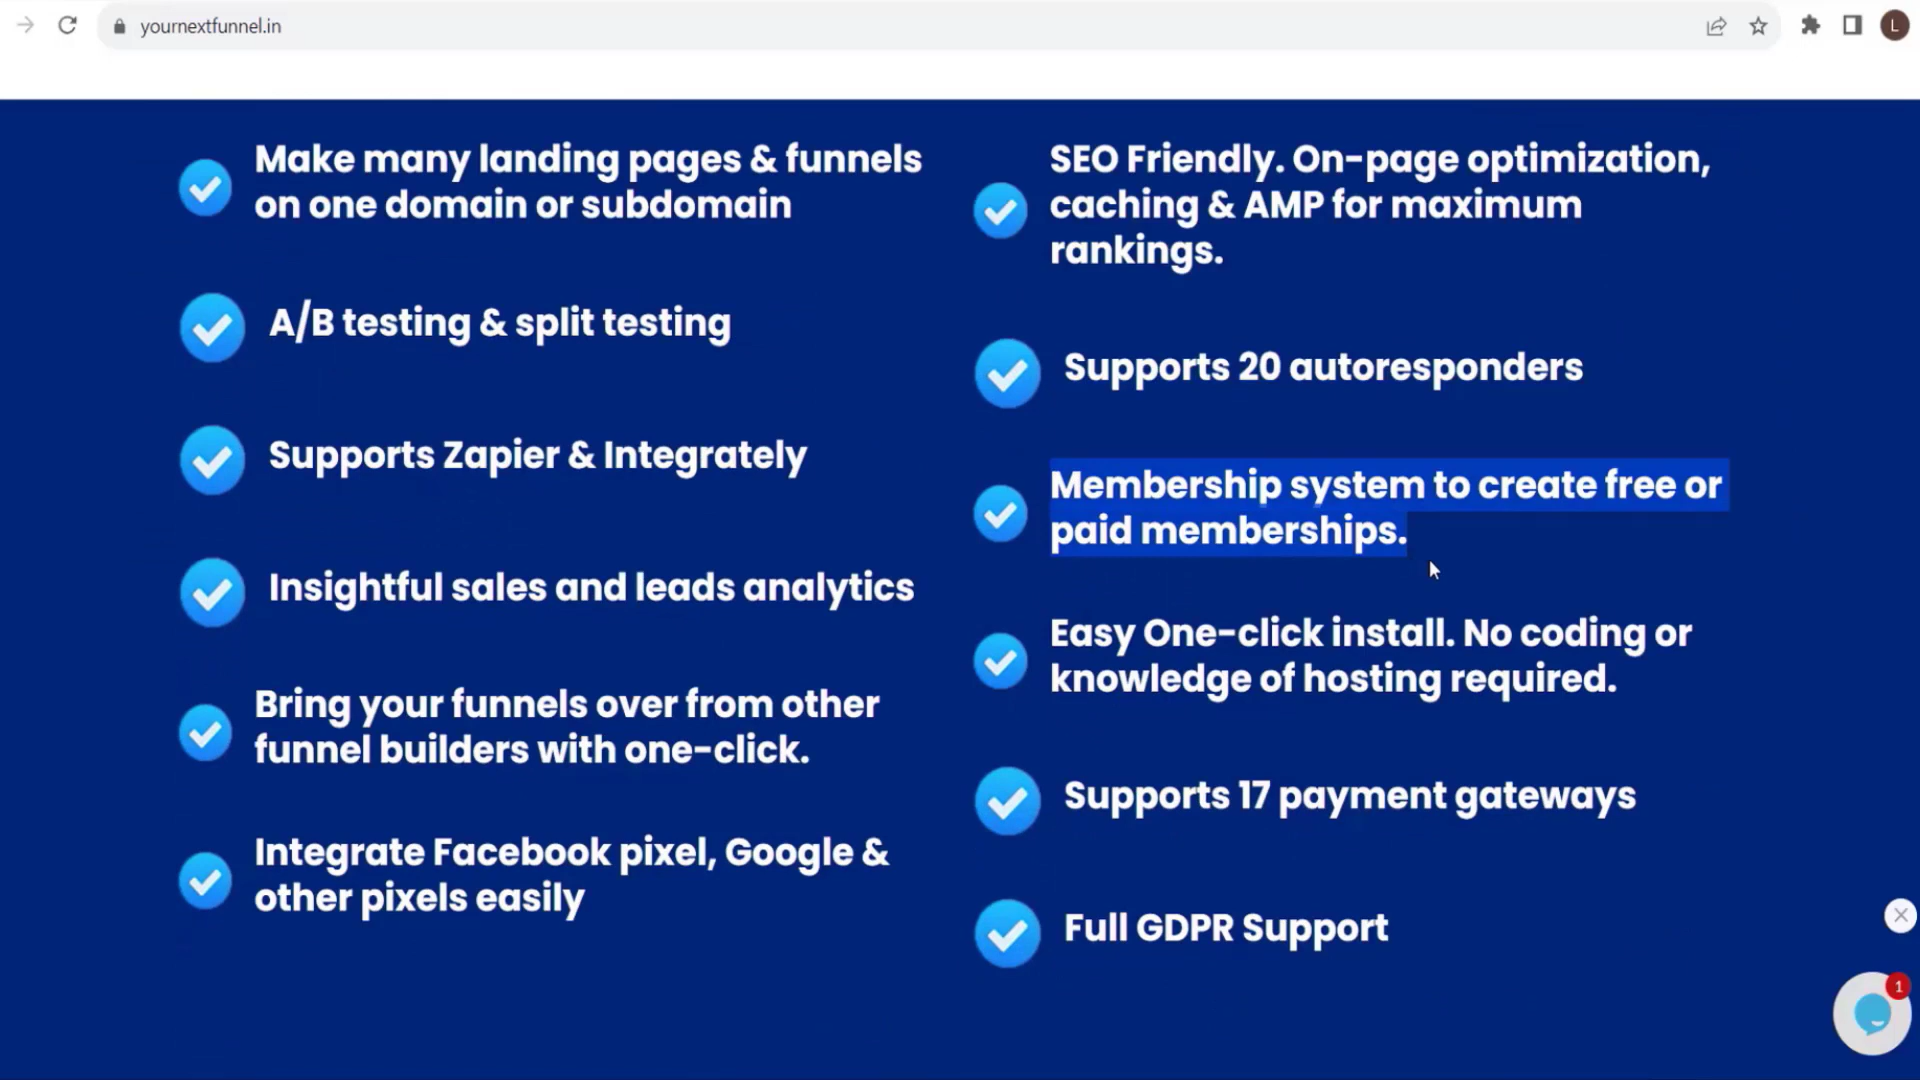 yournextfunnel.in
L
Make many landing pages & funnels
on one domain or subdomain
A/B testing & split testing
Supports Zapier & Integrately
Insightful sales and leads analytics
Bring your funnels over from other
funnel builders with one-click.
Integrate Facebook pixel, Google &
other pixels easily
SEO Friendly. On-page optimization,
caching & AMP for maximum
rankings.
Supports 20 autoresponders
Membership system to create free or
paid memberships.
Easy One-click install. No coding or
knowledge of hosting required.
Supports 17 payment gateways
Full GDPR Support
1